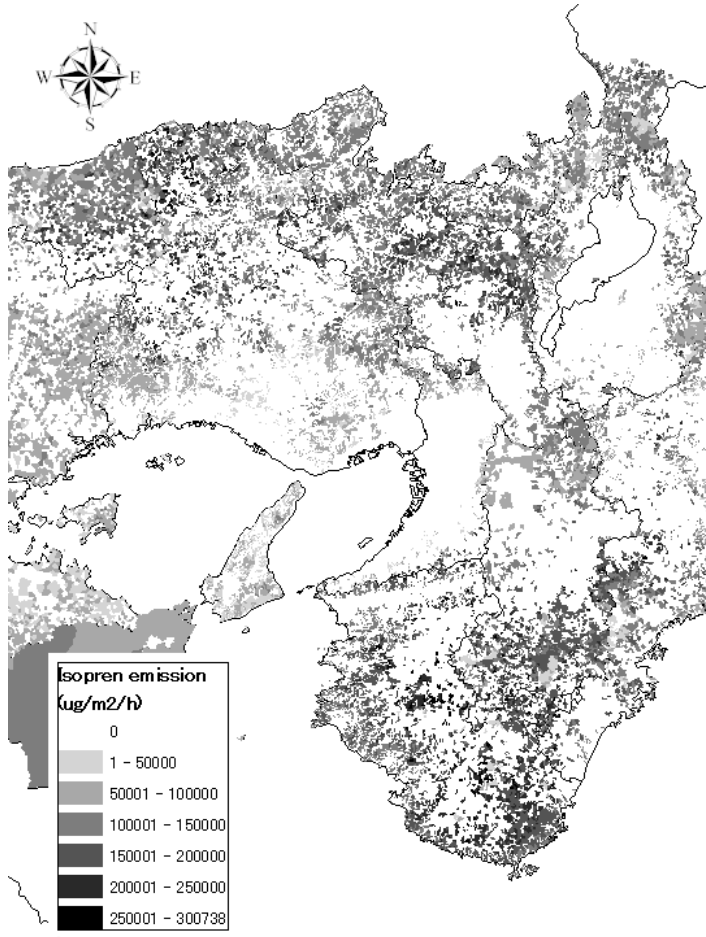 N
W E
S
Isopren emission
(ug/m2/h)
0
1 - 50000
50001 - 100000
100001 - 150000
150001 - 200000
200001 - 250000
250001 - 300738